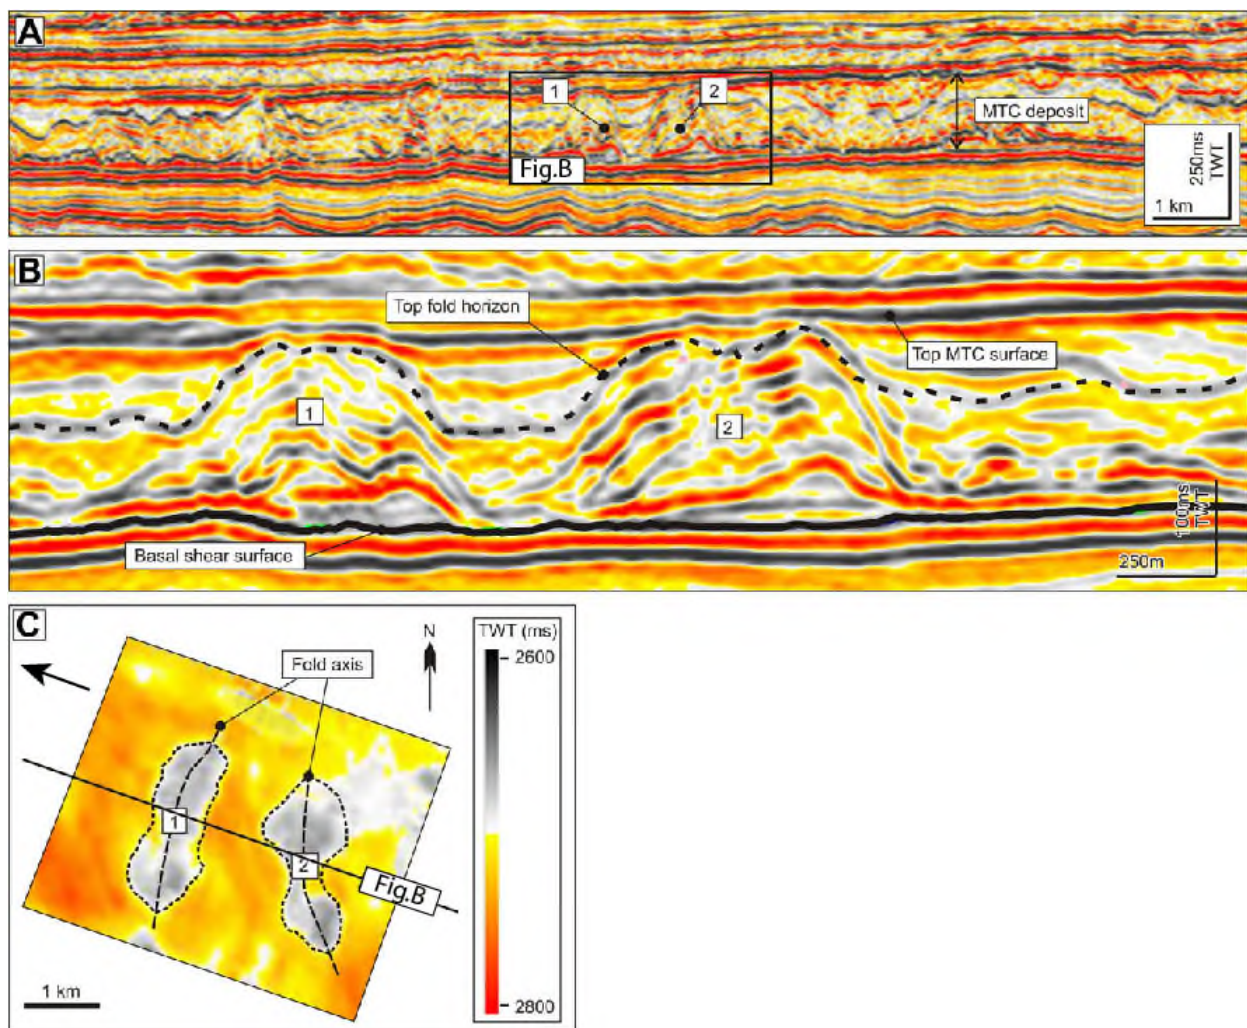 A
1
2
MTC deposit
Fig.B
250ms
TWT
1 km
B
Top fold horizon
Top MTC surface
1
2
Basal shear surface
100ms
TWT
250m
C
N
TWT (ms)
Fold axis
2600
1
2
Fig.B
1 km
2800